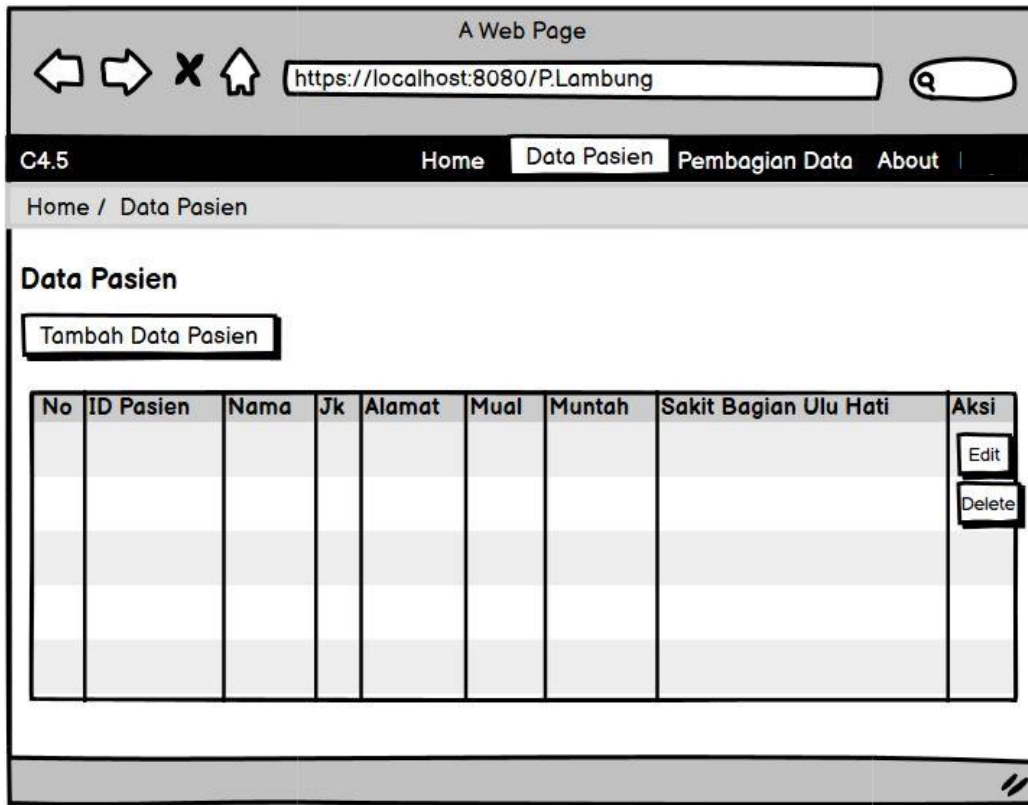 A Web Page
https://localhost:8080/P.Lambung
C4.5 Home Data Pasien Pembagian Data About
Home / Data Pasien
Data Pasien
Tambah Data Pasien
No ID Pasien Nama Jk Alamat Mual Muntah Sakit Bagian Ulu Hati Aksi
Edit
Delete